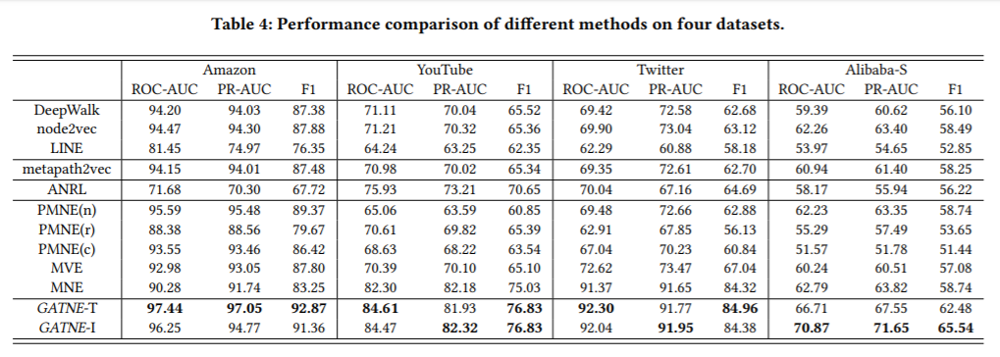 Table 4: Performance comparison of different methods on four datasets.
Amazon YouTube Twitter Alibaba-S
ROC-AUC PR-AUC F1 ROC-AUC PR-AUC F1 ROC-AUC PR-AUC F1 ROC-AUC PR-AUC F1
DeepWalk 94.20 94.03 87.38 71.11 70.04 65.52 69.42 72.58 62.68 59.39 60.62 56.10
node2vec 94.47 94.30 87.88 71.21 70.32 65.36 69.90 73.04 63.12 62.26 63.40 58.49
LINE 81.45 74.97 76.35 64.24 63.25 62.35 62.29 60.88 58.18 53.97 54.65 52.85
metapath2vec 94.15 94.01 87.48 70.98 70.02 65.34 69.35 72.61 62.70 60.94 61.40 58.25
ANRL 71.68 70.30 67.72 75.93 73.21 70.65 70.04 67.16 64.69 58.17 55.94 56.22
PMNE(n) 95.59 95.48 89.37 65.06 63.59 60.85 69.48 72.66 62.88 62.23 63.35 58.74
PMNE(r) 88.38 88.56 79.67 70.61 69.82 65.39 62.91 67.85 56.13 55.29 57.49 53.65
PMNE(c) 93.55 93.46 86.42 68.63 68.22 63.54 67.04 70.23 60.84 51.57 51.78 51.44
MVE 92.98 93.05 87.80 70.39 70.10 65.10 72.62 73.47 67.04 60.24 60.51 57.08
MNE 90.28 91.74 83.25 82.30 82.18 75.03 91.37 91.65 84.32 62.79 63.82 58.74
GATNE-T 97.44 97.05 92.87 84.61 81.93 76.83 92.30 91.77 84.96 66.71 67.55 62.48
GATNE-I 96.25 94.77 91.36 84.47 82.32 76.83 92.04 91.95 84.38 70.87 71.65 65.54